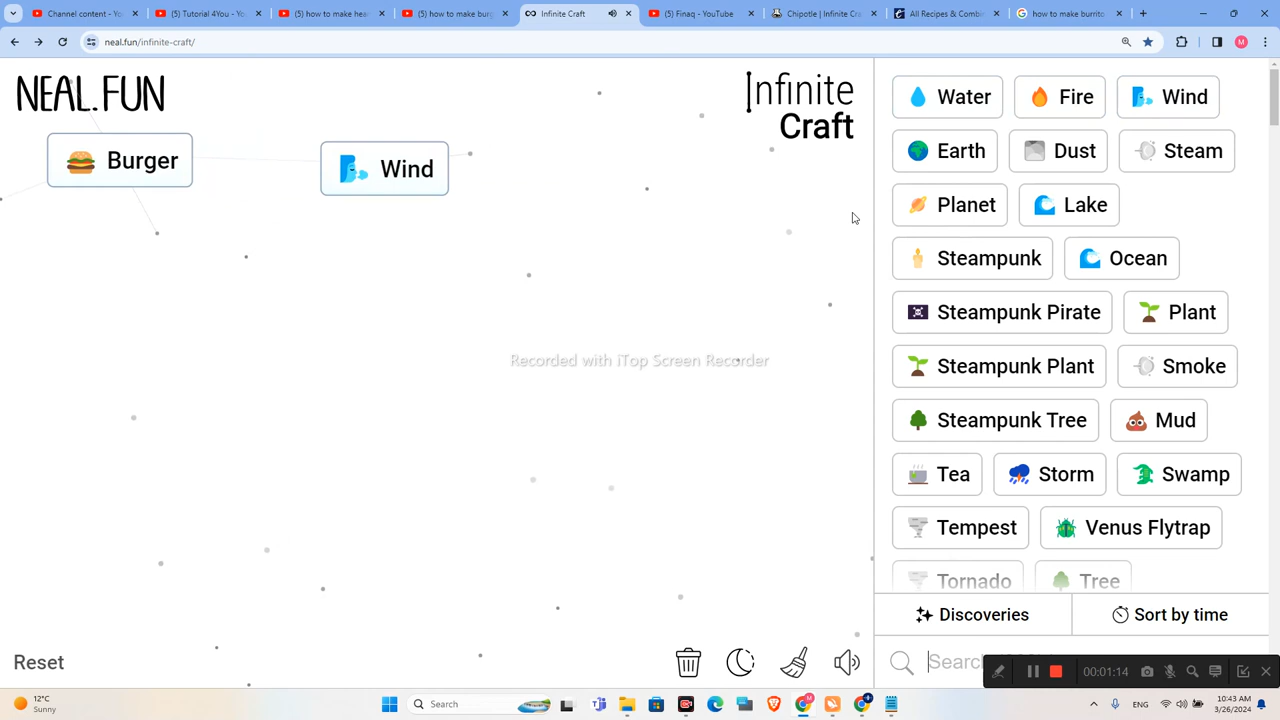 (5) how to make hea
(5) Tutorial 4You - Y
Channel content - Y
(5) how to make burg
Infinite Craft
(5) Finaq - YouTube
Chipotle | Infinite C
All Recipes & Comb
how to make burrito
neal.fun/infinite-craft/
M
NEAL.FUN
Infinite
Craft
Burger
Wind
Water
Fire
Wind
Earth
Dust
Steam
Planet
Lake
Steampunk
Ocean
Steampunk Pirate
Plant
Steampunk Plant
Smoke
Steampunk Tree
Mud
Tea
Storm
Swamp
Tempest
Venus Flytrap
Tornado
Tree
Recorded with iTop Screen Recorder
Discoveries
Sort by time
Reset
Search
00:01:14
12°C
Sunny
Search
10:43 AM
3/26/2024